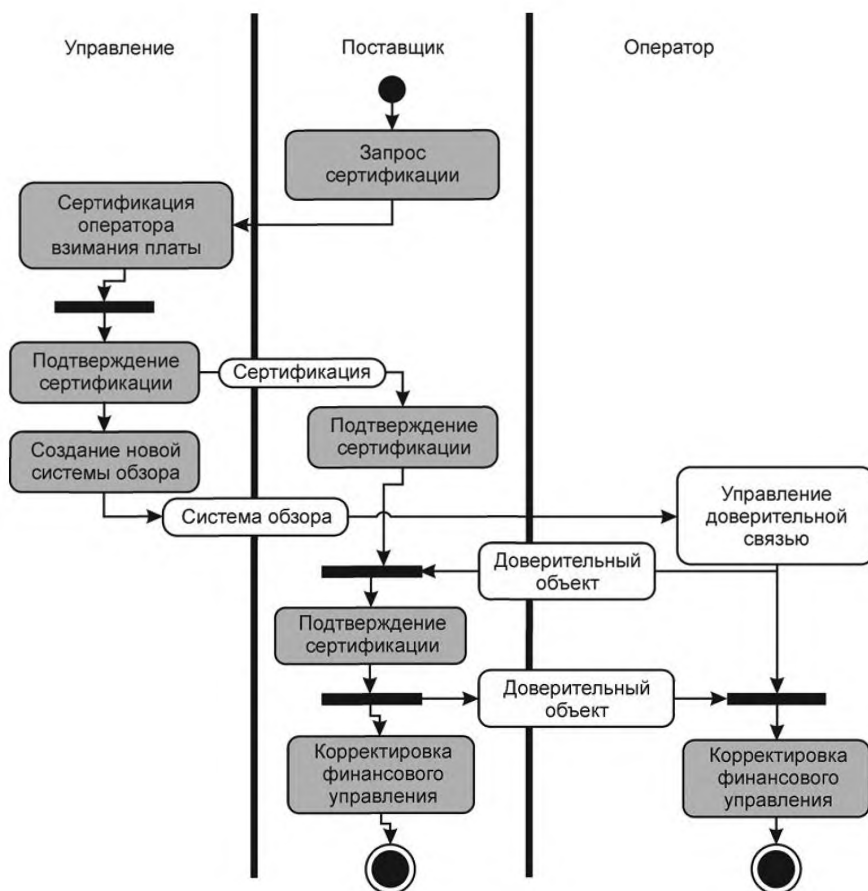 Управление
Поставщик
Оператор
Запрос
сертификации
Сертификация
оператора
взимания платы
Подтверждение
сертификации
Сертификация
Подтверждение
сертификации
Создание новой
системы обзора
Система обзора
Управление
доверительной
связью
Доверительный
объект
Подтверждение
сертификации
Доверительный
объект
Корректировка
финансового
управления
Корректировка
финансового
управления